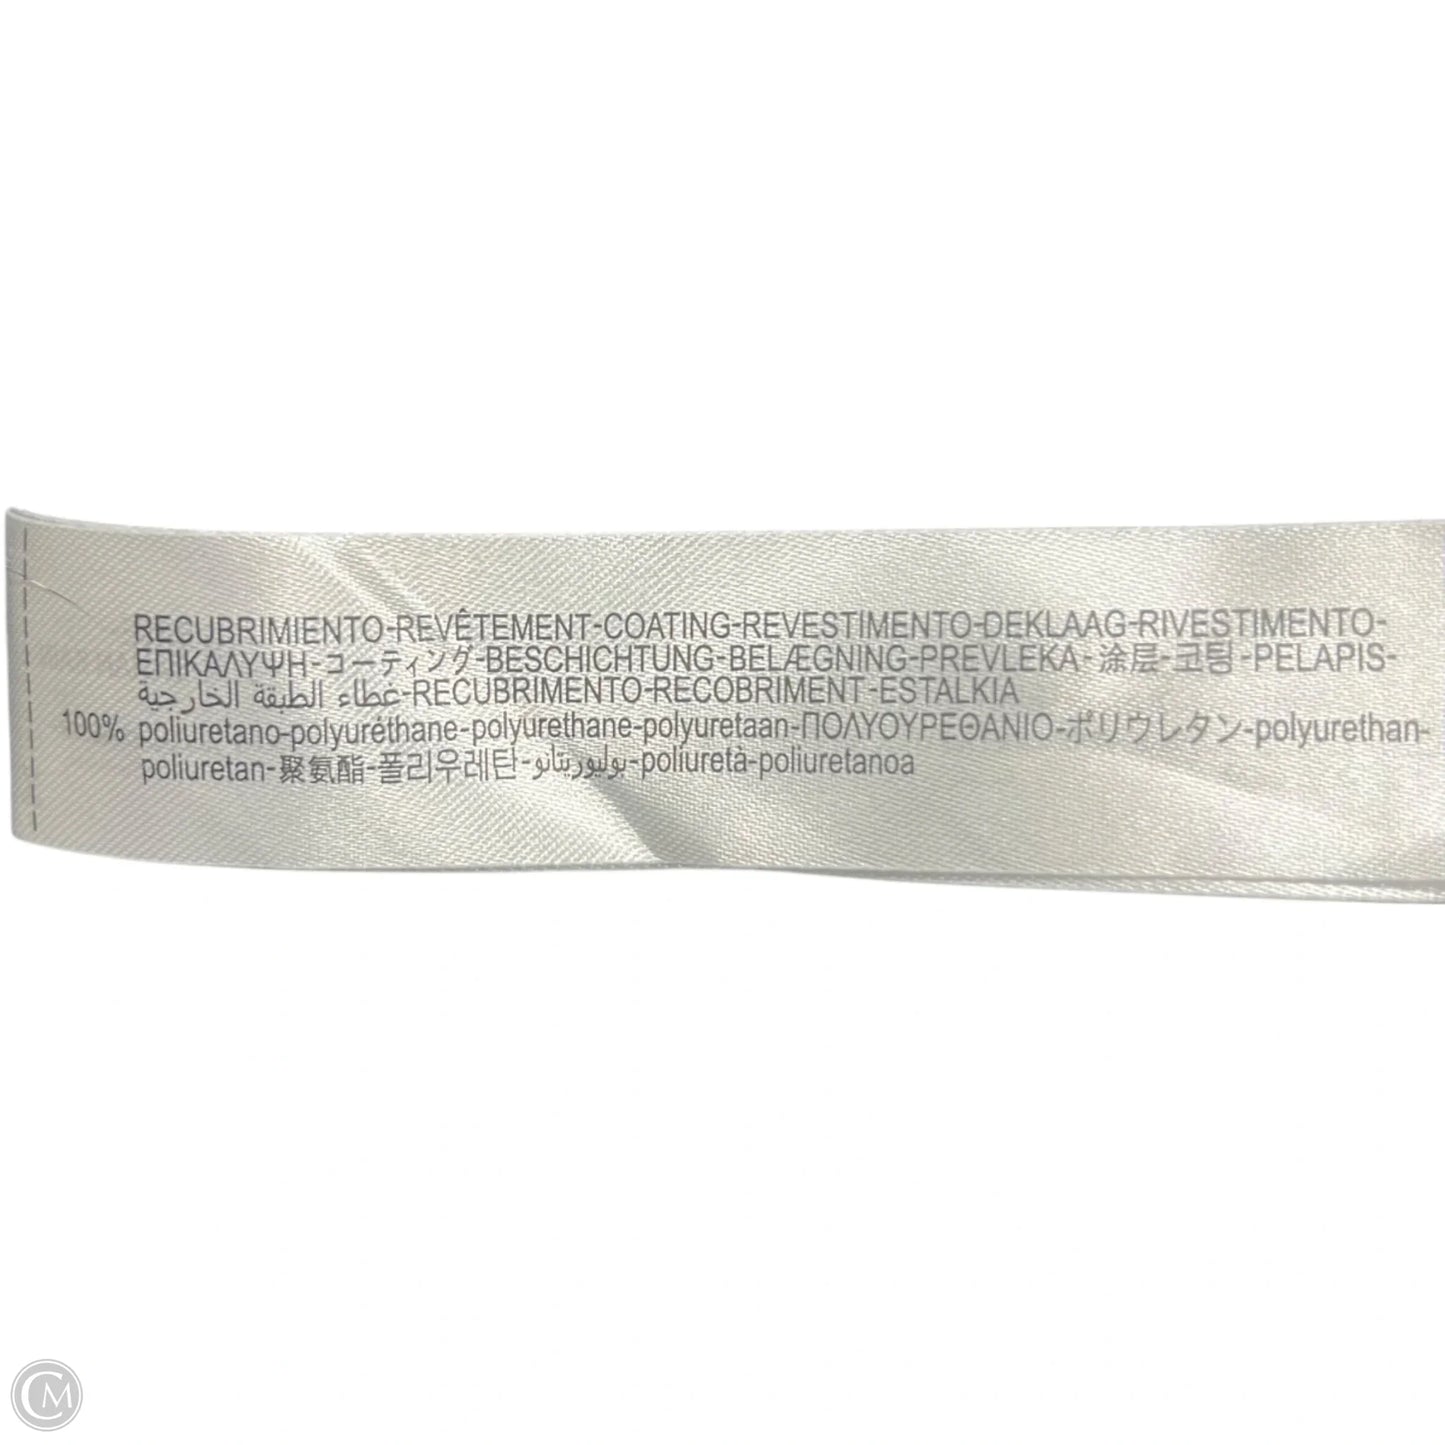 RECUBRIMIENTO-REVÊTEMENT-COATING-REVESTIMENTO-DEKLAAG-RIVESTIMENTO-
ΕΠΙΚΑΛΥΨΗ-コーティング-BESCHICHTUNG-BELÆGNING-PREVLEKA-涂层-코팅-PELAPIS-
غطاء الطبقة الخارجية-RECUBRIMENTO-RECOBRIMENT-ESTALKIA
100% poliuretano-polyuréthane-polyurethane-polyuretaan-ΠΟΛΥΟΥΡΕΘΑΝΙΟ-ポリウレタン-polyurethan-
poliuretan-聚氨酯-폴리우레탄-بوليوريتانو-poliuretà-poliuretanoa
CM